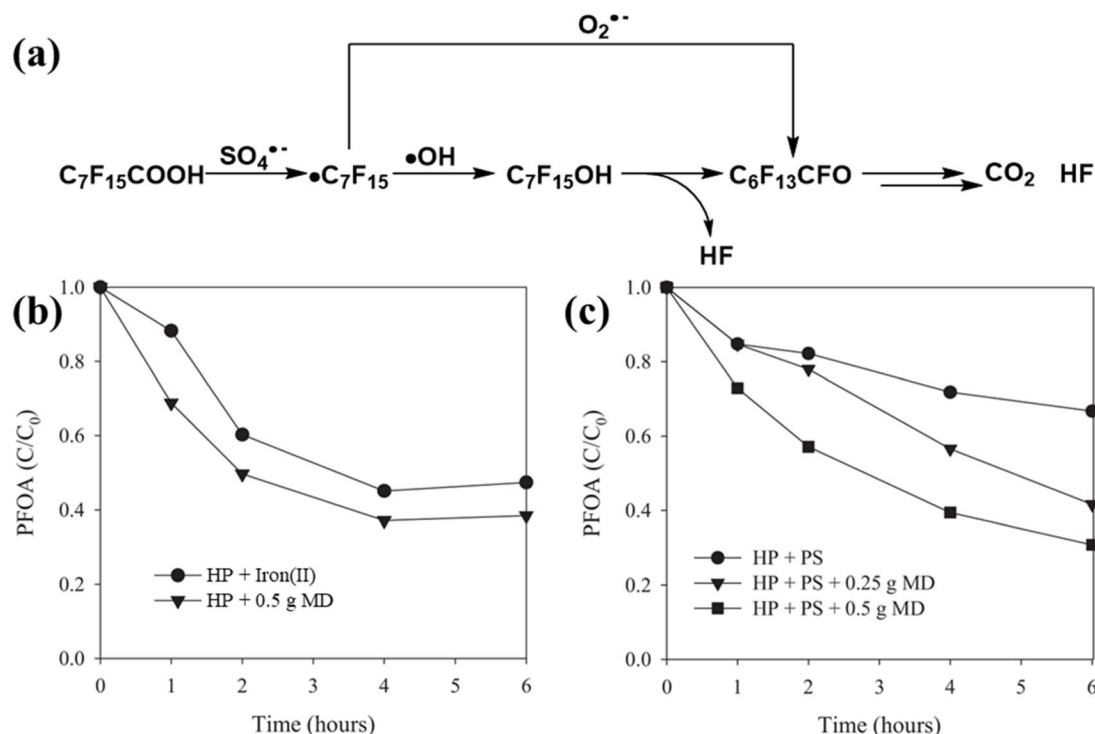 (a)
O₂•⁻
C₇F₁₅COOH SO₄•⁻ •C₇F₁₅ •OH C₇F₁₅OH C₆F₁₃CFO CO₂ HF
HF
(b)
1.0
0.8
0.6
0.4
0.2
0.0
PFOA (C/C₀)
HP + Iron(II)
HP + 0.5 g MD
0 1 2 3 4 5 6
Time (hours)
(c)
1.0
0.8
0.6
0.4
0.2
0.0
PFOA (C/C₀)
HP + PS
HP + PS + 0.25 g MD
HP + PS + 0.5 g MD
0 1 2 3 4 5 6
Time (hours)